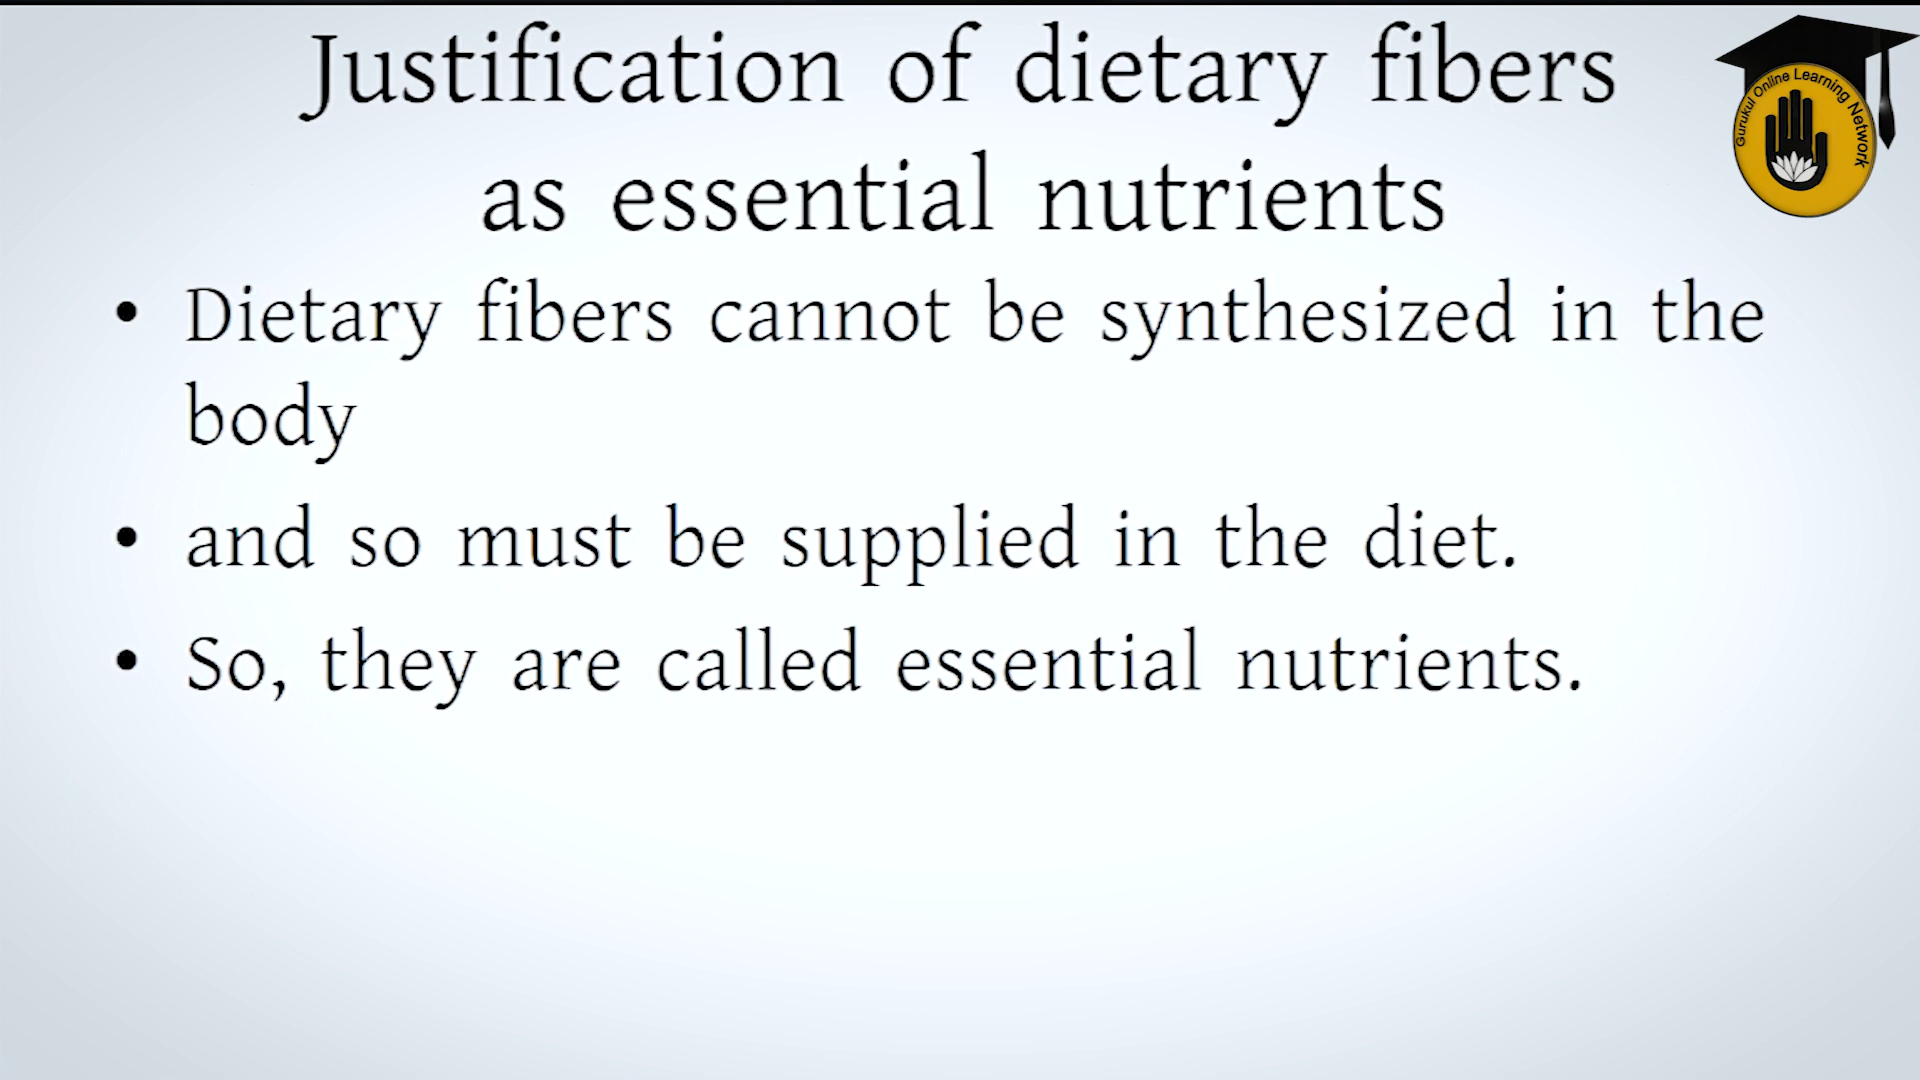 Justification of dietary fibers
as essential nutrients
• Dietary fibers cannot be synthesized in the
body
• and so must be supplied in the diet.
• So, they are called essential nutrients.
Gurukul Online Learning Network